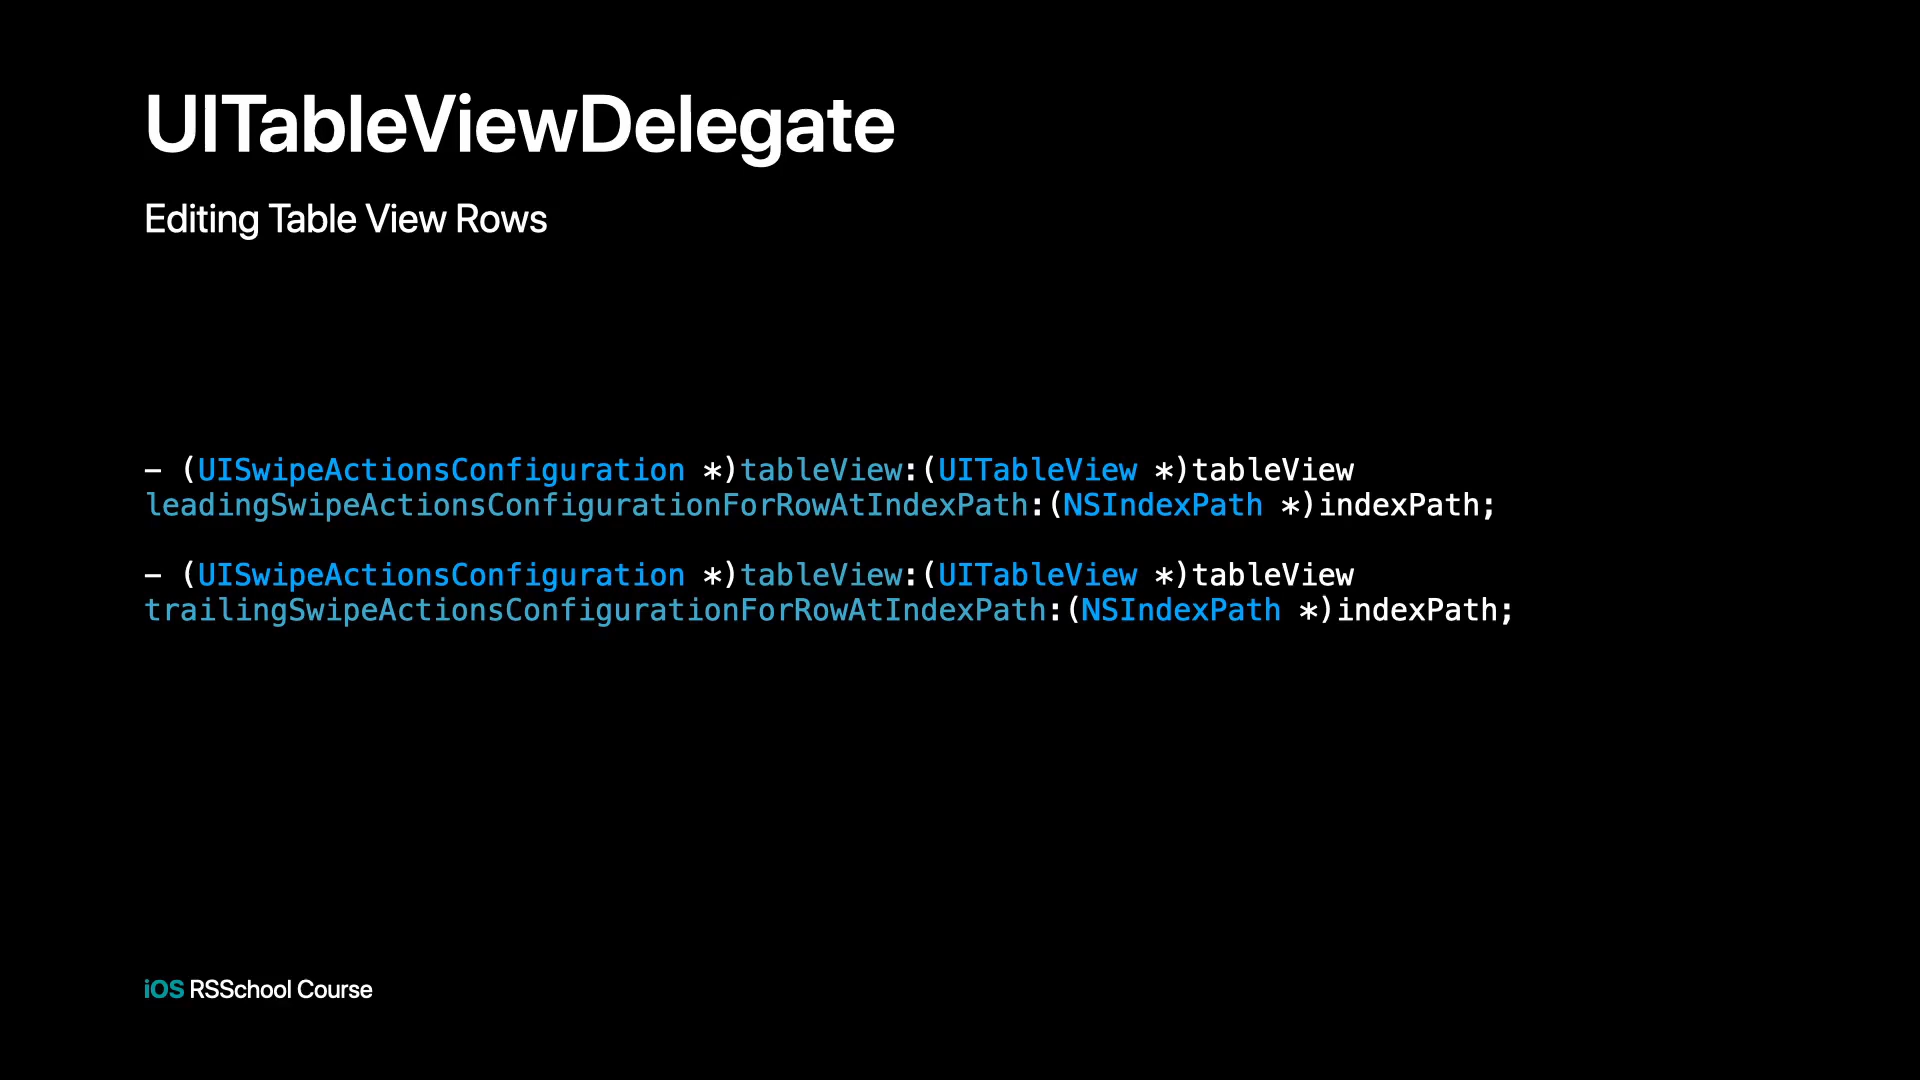 UITableViewDelegate
Editing Table View Rows
- (UISwipeActionsConfiguration *)tableView:(UITableView *)tableView
leadingSwipeActionsConfigurationForRowAtIndexPath:(NSIndexPath *)indexPath;
- (UISwipeActionsConfiguration *)tableView:(UITableView *)tableView
trailingSwipeActionsConfigurationForRowAtIndexPath:(NSIndexPath *)indexPath;
iOS RSSchool Course